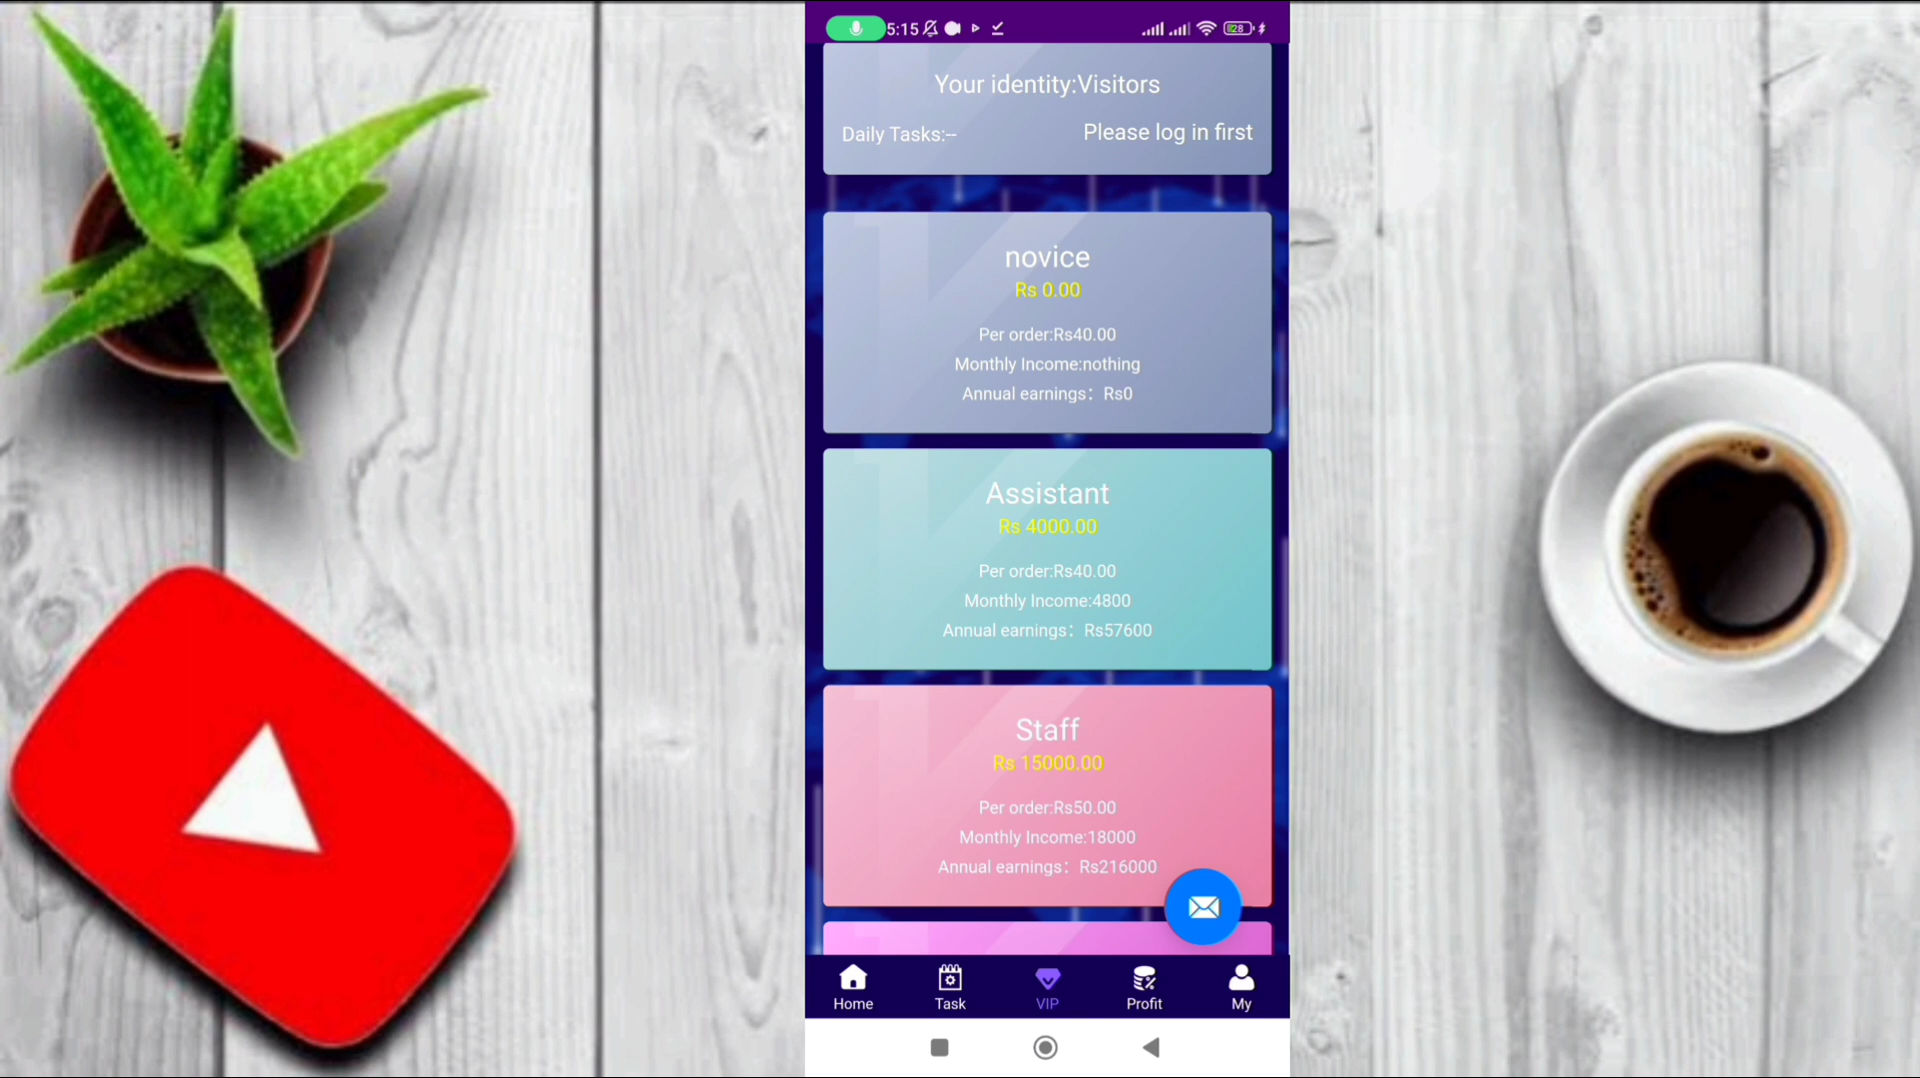 5:15
28
Your identity:Visitors
Daily Tasks:--
Please log in first
novice
Rs 0.00
Per order:Rs40.00
Monthly Income:nothing
Annual earnings：Rs0
Assistant
Rs 4000.00
Per order:Rs40.00
Monthly Income:4800
Annual earnings：Rs57600
Staff
Rs 15000.00
Per order:Rs50.00
Monthly Income:18000
Annual earnings：Rs216000
Home
Task
VIP
Profit
My